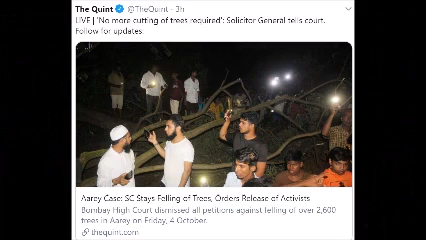 The Quint @TheQuint · 3h
LIVE | 'No more cutting of trees required': Solicitor General tells court.
Follow for updates.
Aarey Case: SC Stays Felling of Trees, Orders Release of Activists
Bombay High Court dismissed all petitions against felling of over 2,600
trees in Aarey on Friday, 4 October.
thequint.com